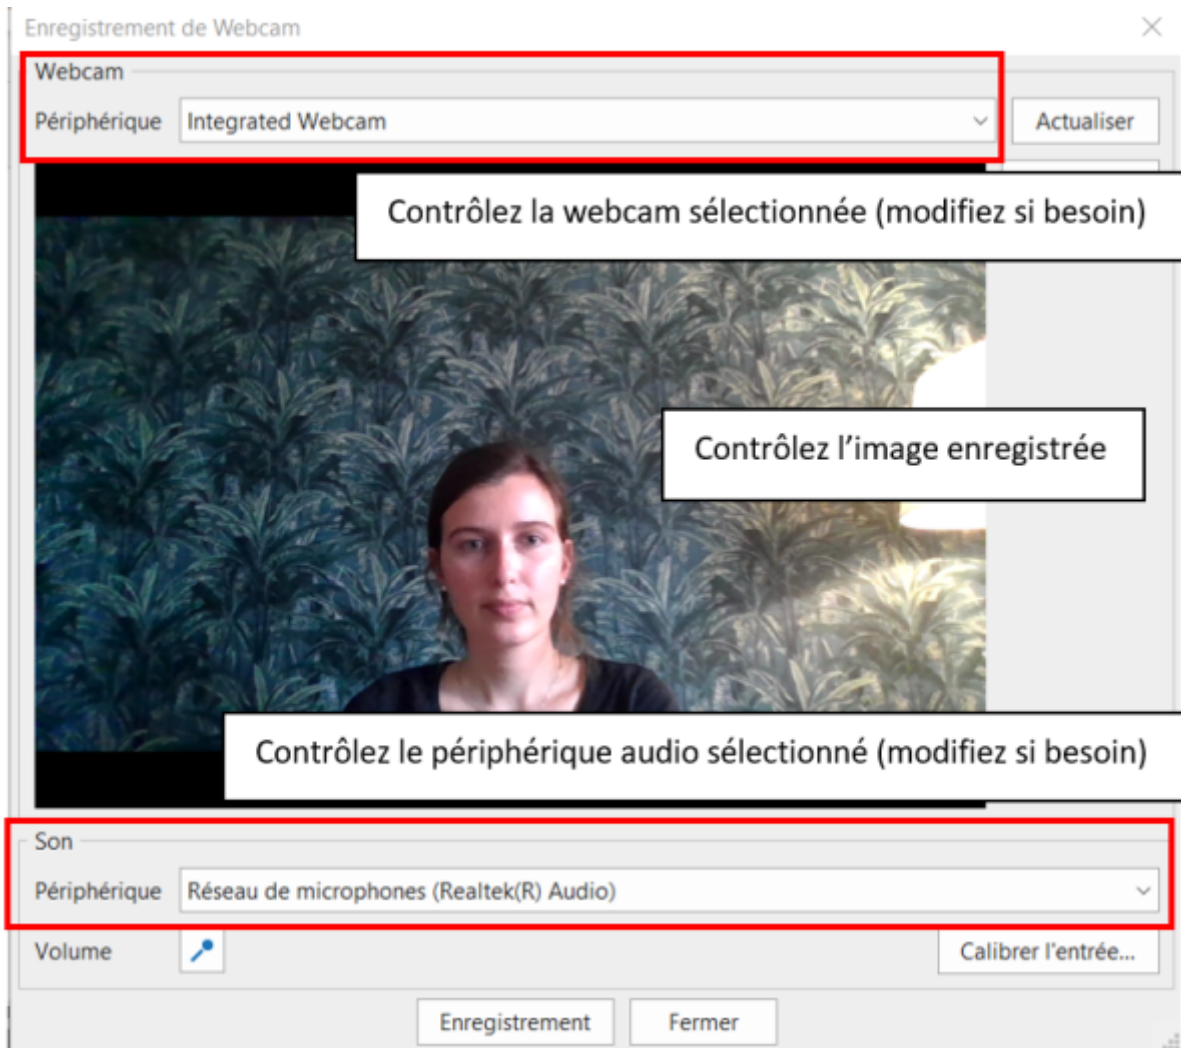 Enregistrement de Webcam
Webcam
Périphérique Integrated Webcam Actualiser
Contrôlez la webcam sélectionnée (modifiez si besoin)
Contrôlez l'image enregistrée
Contrôlez le périphérique audio sélectionné (modifiez si besoin)
Son
Périphérique Réseau de microphones (Realtek(R) Audio)
Volume Calibrer l'entrée...
Enregistrement Fermer